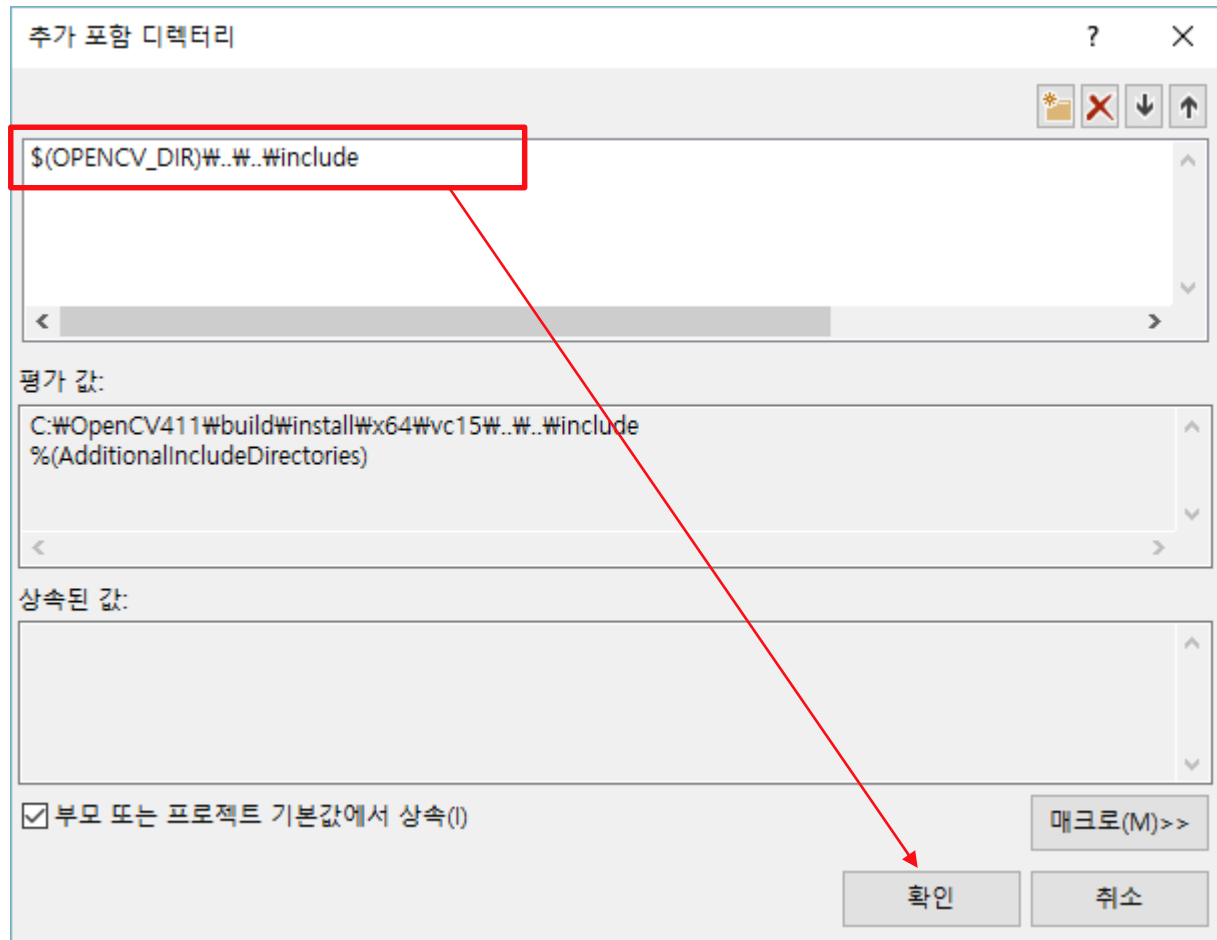 추가 포함 디렉터리
$(OPENCV_DIR)₩..₩..₩include
평가 값:
C:₩OpenCV411₩build₩install₩x64₩vc15₩..₩..₩include
%(AdditionalIncludeDirectories)
상속된 값:
부모 또는 프로젝트 기본값에서 상속(I)
매크로(M)>>
확인
취소